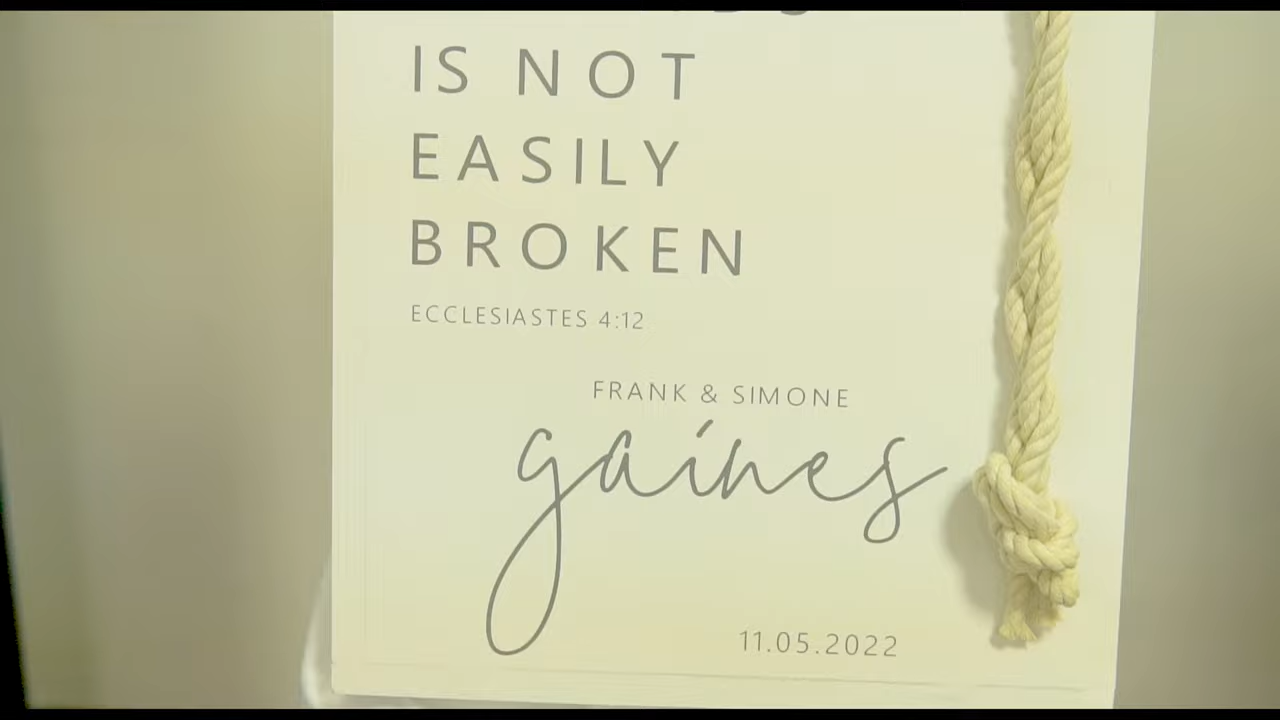 IS NOT
EASILY
BROKEN
ECCLESIASTES 4:12
FRANK & SIMONE
gaines
11.05.2022